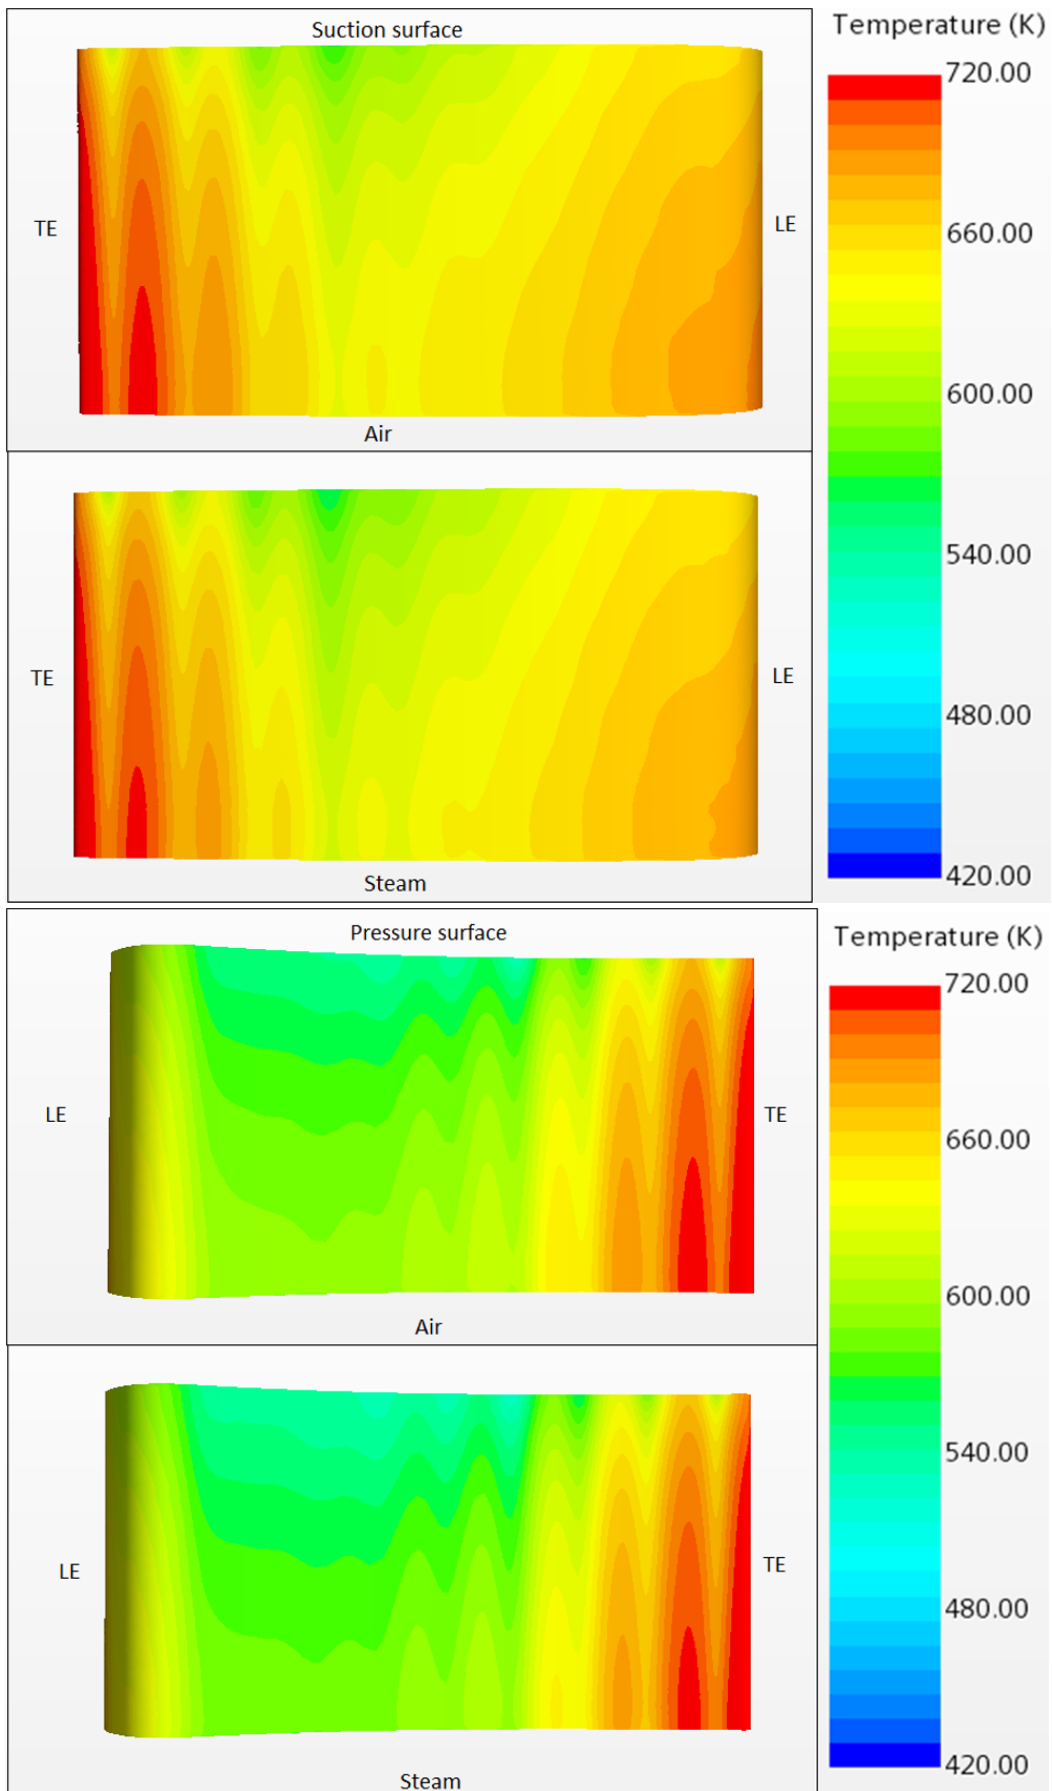 Suction surface
Temperature (K)
720.00
660.00
600.00
540.00
480.00
420.00
TE
LE
Air
TE
LE
Steam
Pressure surface
Temperature (K)
720.00
660.00
600.00
540.00
480.00
420.00
LE
TE
Air
LE
TE
Steam